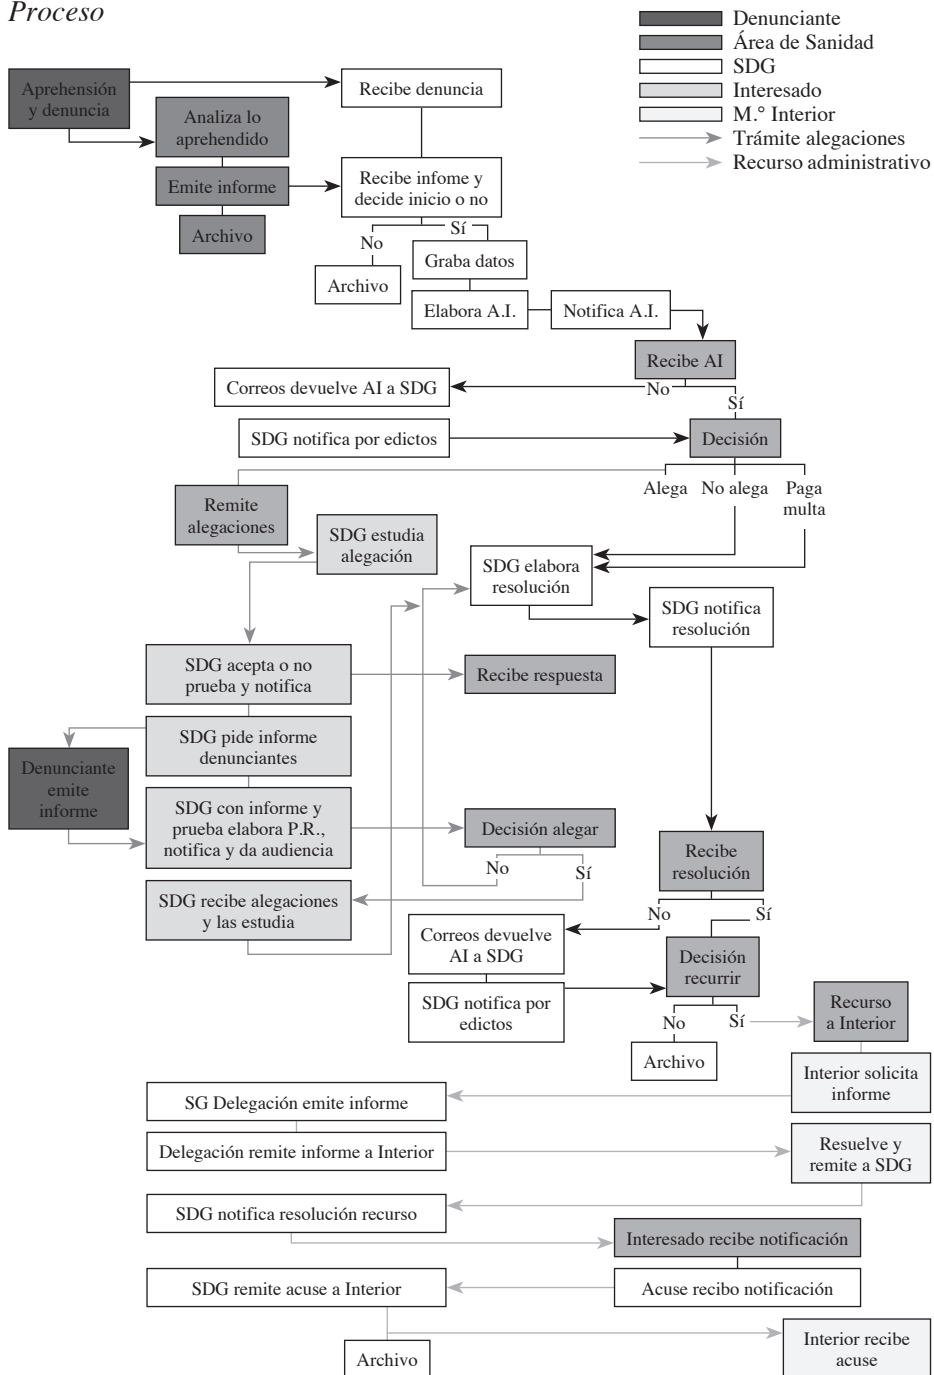 Proceso
Denunciante
Área de Sanidad
SDG
Interesado
M.° Interior
Trámite alegaciones
Recurso administrativo
Aprehensión
y denuncia
Recibe denuncia
Analiza lo
aprehendido
Emite informe
Archivo
Recibe infome y
decide inicio o no
No
Sí
Archivo
Graba datos
Elabora A.I.
Notifica A.I.
Recibe AI
No
Sí
Correos devuelve AI a SDG
SDG notifica por edictos
Decisión
Alega
No alega
Paga
multa
Remite
alegaciones
SDG estudia
alegación
SDG elabora
resolución
SDG notifica
resolución
SDG acepta o no
prueba y notifica
Recibe respuesta
SDG pide informe
denunciantes
Denunciante
emite
informe
SDG con informe y
prueba elabora P.R.,
notifica y da audiencia
Decisión alegar
No
Sí
SDG recibe alegaciones
y las estudia
Recibe
resolución
No
Sí
Correos devuelve
AI a SDG
SDG notifica por
edictos
Decisión
recurrir
No
Sí
Archivo
Recurso
a Interior
Interior solicita
informe
SG Delegación emite informe
Delegación remite informe a Interior
Resuelve y
remite a SDG
SDG notifica resolución recurso
Interesado recibe notificación
Acuse recibo notificación
SDG remite acuse a Interior
Archivo
Interior recibe
acuse